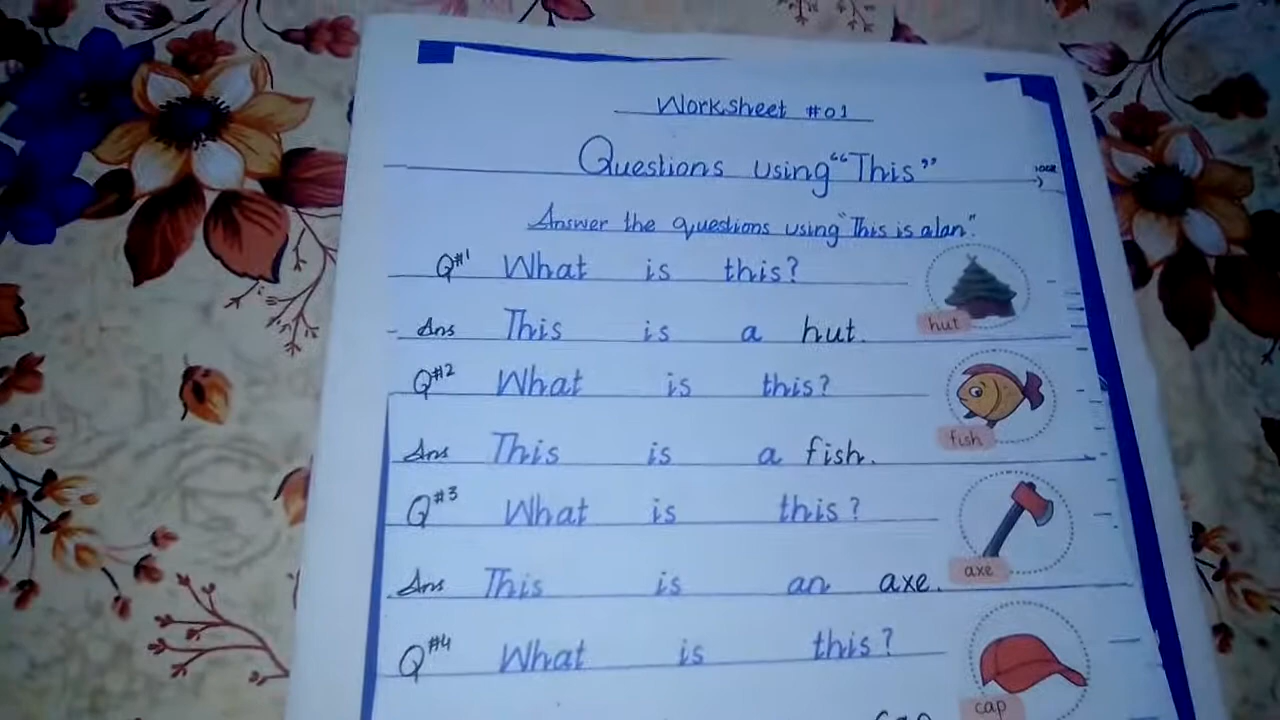 Worksheet #01
Questions using "This"
Answer the questions using "This is a/an".
Q#1 What is this?
hut
Ans This is a hut.
Q#2 What is this?
fish
Ans This is a fish.
Q#3 What is this?
axe
Ans This is an axe.
Q#4 What is this?
cap
cap